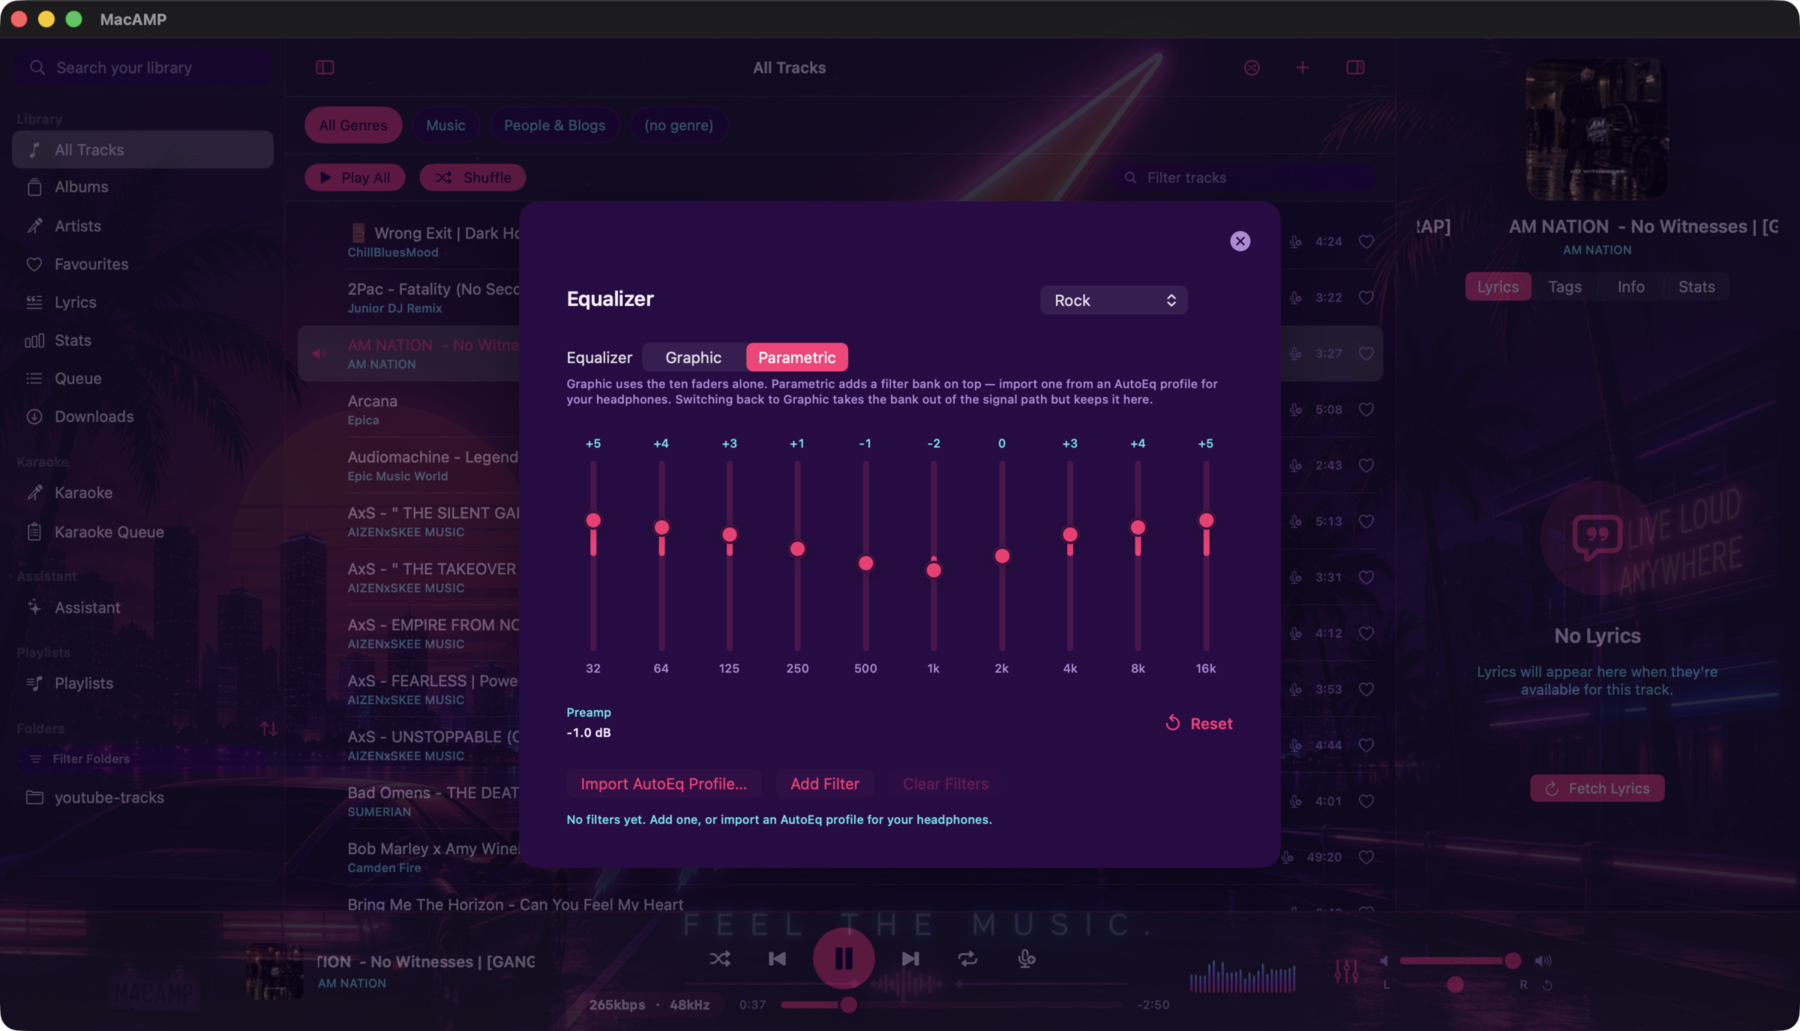 MacAMP
Search your library
Library
All Tracks
Albums
Artists
Favourites
Lyrics
Stats
Queue
Downloads
Karaoke
Karaoke
Karaoke Queue
Assistant
Assistant
Playlists
Playlists
Folders
Filter Folders
youtube-tracks
All Tracks
All Genres
Music
People & Blogs
(no genre)
Play All
Shuffle
Filter tracks
Wrong Exit | Dark Ho
ChillBluesMood
4:24
2Pac - Fatality (No Seco
Junior DJ Remix
3:22
AM NATION - No Witne
AM NATION
3:27
Arcana
Epica
5:08
Audiomachine - Legend
Epic Music World
2:43
AxS - " THE SILENT GA
AIZENxSKEE MUSIC
5:13
AxS - " THE TAKEOVER
AIZENxSKEE MUSIC
3:31
AxS - EMPIRE FROM NO
AIZENxSKEE MUSIC
4:12
AxS - FEARLESS | Powe
AIZENxSKEE MUSIC
3:53
AxS - UNSTOPPABLE (O
AIZENxSKEE MUSIC
4:44
Bad Omens - THE DEAT
SUMERIAN
4:01
Bob Marley x Amy Wine
Camden Fire
49:20
Bring Me The Horizon - Can You Feel My Heart
Equalizer
Rock
Equalizer
Graphic
Parametric
Graphic uses the ten faders alone. Parametric adds a filter bank on top — import one from an AutoEq profile for
your headphones. Switching back to Graphic takes the bank out of the signal path but keeps it here.
+5 +4 +3 +1 -1 -2 0 +3 +4 +5
32 64 125 250 500 1k 2k 4k 8k 16k
Preamp
-1.0 dB
Reset
Import AutoEq Profile...
Add Filter
Clear Filters
No filters yet. Add one, or import an AutoEq profile for your headphones.
RAP] AM NATION - No Witnesses | [G
AM NATION
Lyrics
Tags
Info
Stats
LIVE LOUD
ANYWHERE
No Lyrics
Lyrics will appear here when they're
available for this track.
Fetch Lyrics
FEEL THE MUSIC.
MACAMP
TION - No Witnesses | [GANG
AM NATION
265kbps · 48kHz
0:37
-2:50
L
R